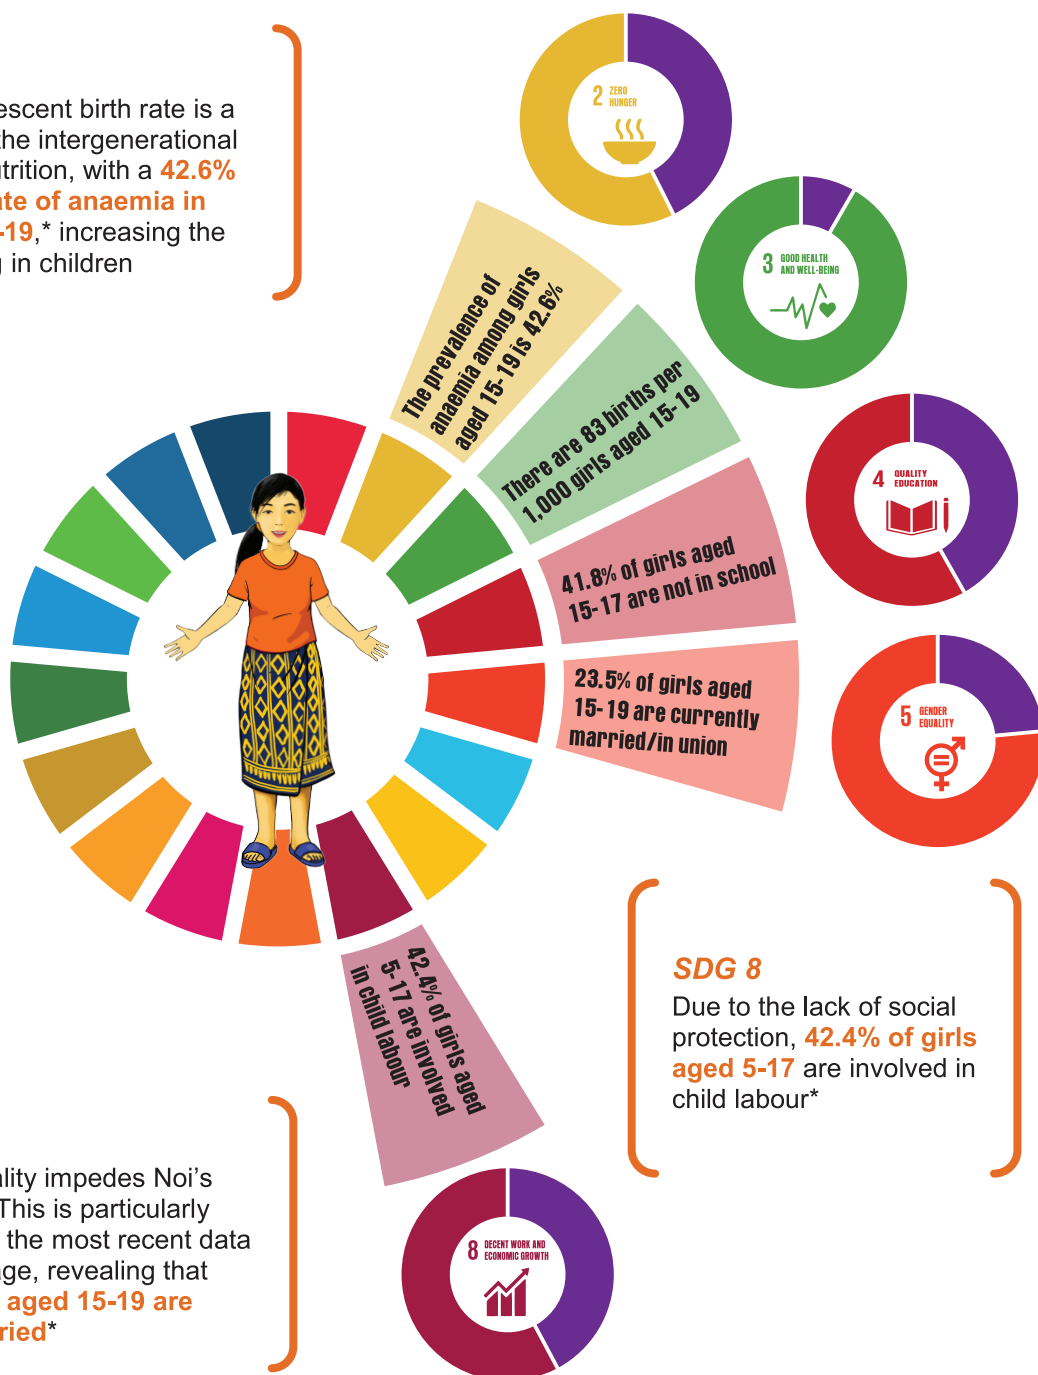 escent birth rate is a
the intergenerational
utrition, with a 42.6%
ate of anaemia in
-19,* increasing the
g in children
2 ZERO
HUNGER
3 GOOD HEALTH
AND WELL-BEING
The prevalence of
anaemia among girls
aged 15-19 is 42.6%
There are 83 births per
1,000 girls aged 15-19
4 QUALITY
EDUCATION
41.8% of girls aged
15-17 are not in school
23.5% of girls aged
15-19 are currently
married/in union
5 GENDER
EQUALITY
42.4% of girls aged
5-17 are involved
in child labour
SDG 8
Due to the lack of social
protection, 42.4% of girls
aged 5-17 are involved in
child labour*
ality impedes Noi's
This is particularly
the most recent data
age, revealing that
aged 15-19 are
ried*
8 DECENT WORK AND
ECONOMIC GROWTH